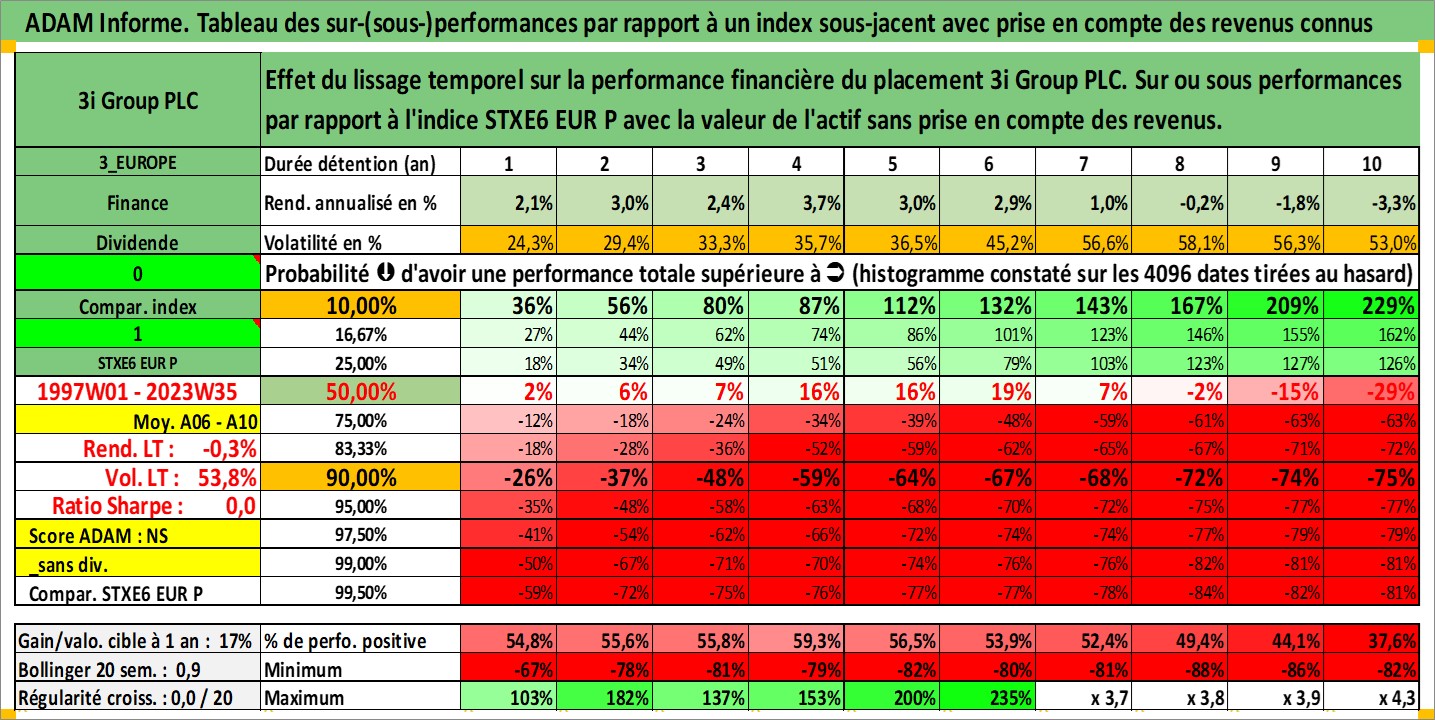 ADAM Informe. Tableau des sur-(sous-)performances par rapport à un index sous-jacent avec prise en compte des revenus connus
3i Group PLC
Effet du lissage temporel sur la performance financière du placement 3i Group PLC. Sur ou sous performances
par rapport à l'indice STXE6 EUR P avec la valeur de l'actif sans prise en compte des revenus.
3_EUROPE Durée détention (an) 1 2 3 4 5 6 7 8 9 10
Finance Rend. annualisé en % 2,1% 3,0% 2,4% 3,7% 3,0% 2,9% 1,0% -0,2% -1,8% -3,3%
Dividende Volatilité en % 24,3% 29,4% 33,3% 35,7% 36,5% 45,2% 56,6% 58,1% 56,3% 53,0%
0 Probabilité d'avoir une performance totale supérieure à (histogramme constaté sur les 4096 dates tirées au hasard)
Compar. index 10,00% 36% 56% 80% 87% 112% 132% 143% 167% 209% 229%
1 16,67% 27% 44% 62% 74% 86% 101% 123% 146% 155% 162%
STXE6 EUR P 25,00% 18% 34% 49% 51% 56% 79% 103% 123% 127% 126%
1997W01 - 2023W35 50,00% 2% 6% 7% 16% 16% 19% 7% -2% -15% -29%
Moy. A06 - A10 75,00% -12% -18% -24% -34% -39% -48% -59% -61% -63% -63%
Rend. LT : -0,3% 83,33% -18% -28% -36% -52% -59% -62% -65% -67% -71% -72%
Vol. LT : 53,8% 90,00% -26% -37% -48% -59% -64% -67% -68% -72% -74% -75%
Ratio Sharpe : 0,0 95,00% -35% -48% -58% -63% -68% -70% -72% -75% -77% -77%
Score ADAM : NS 97,50% -41% -54% -62% -66% -72% -74% -74% -77% -79% -79%
_sans div. 99,00% -50% -67% -71% -70% -74% -76% -76% -82% -81% -81%
Compar. STXE6 EUR P 99,50% -59% -72% -75% -76% -77% -77% -78% -84% -82% -81%
Gain/valo. cible à 1 an : 17% % de perfo. positive 54,8% 55,6% 55,8% 59,3% 56,5% 53,9% 52,4% 49,4% 44,1% 37,6%
Bollinger 20 sem. : 0,9 Minimum -67% -78% -81% -79% -82% -80% -81% -88% -86% -82%
Régularité croiss. : 0,0 / 20 Maximum 103% 182% 137% 153% 200% 235% x 3,7 x 3,8 x 3,9 x 4,3